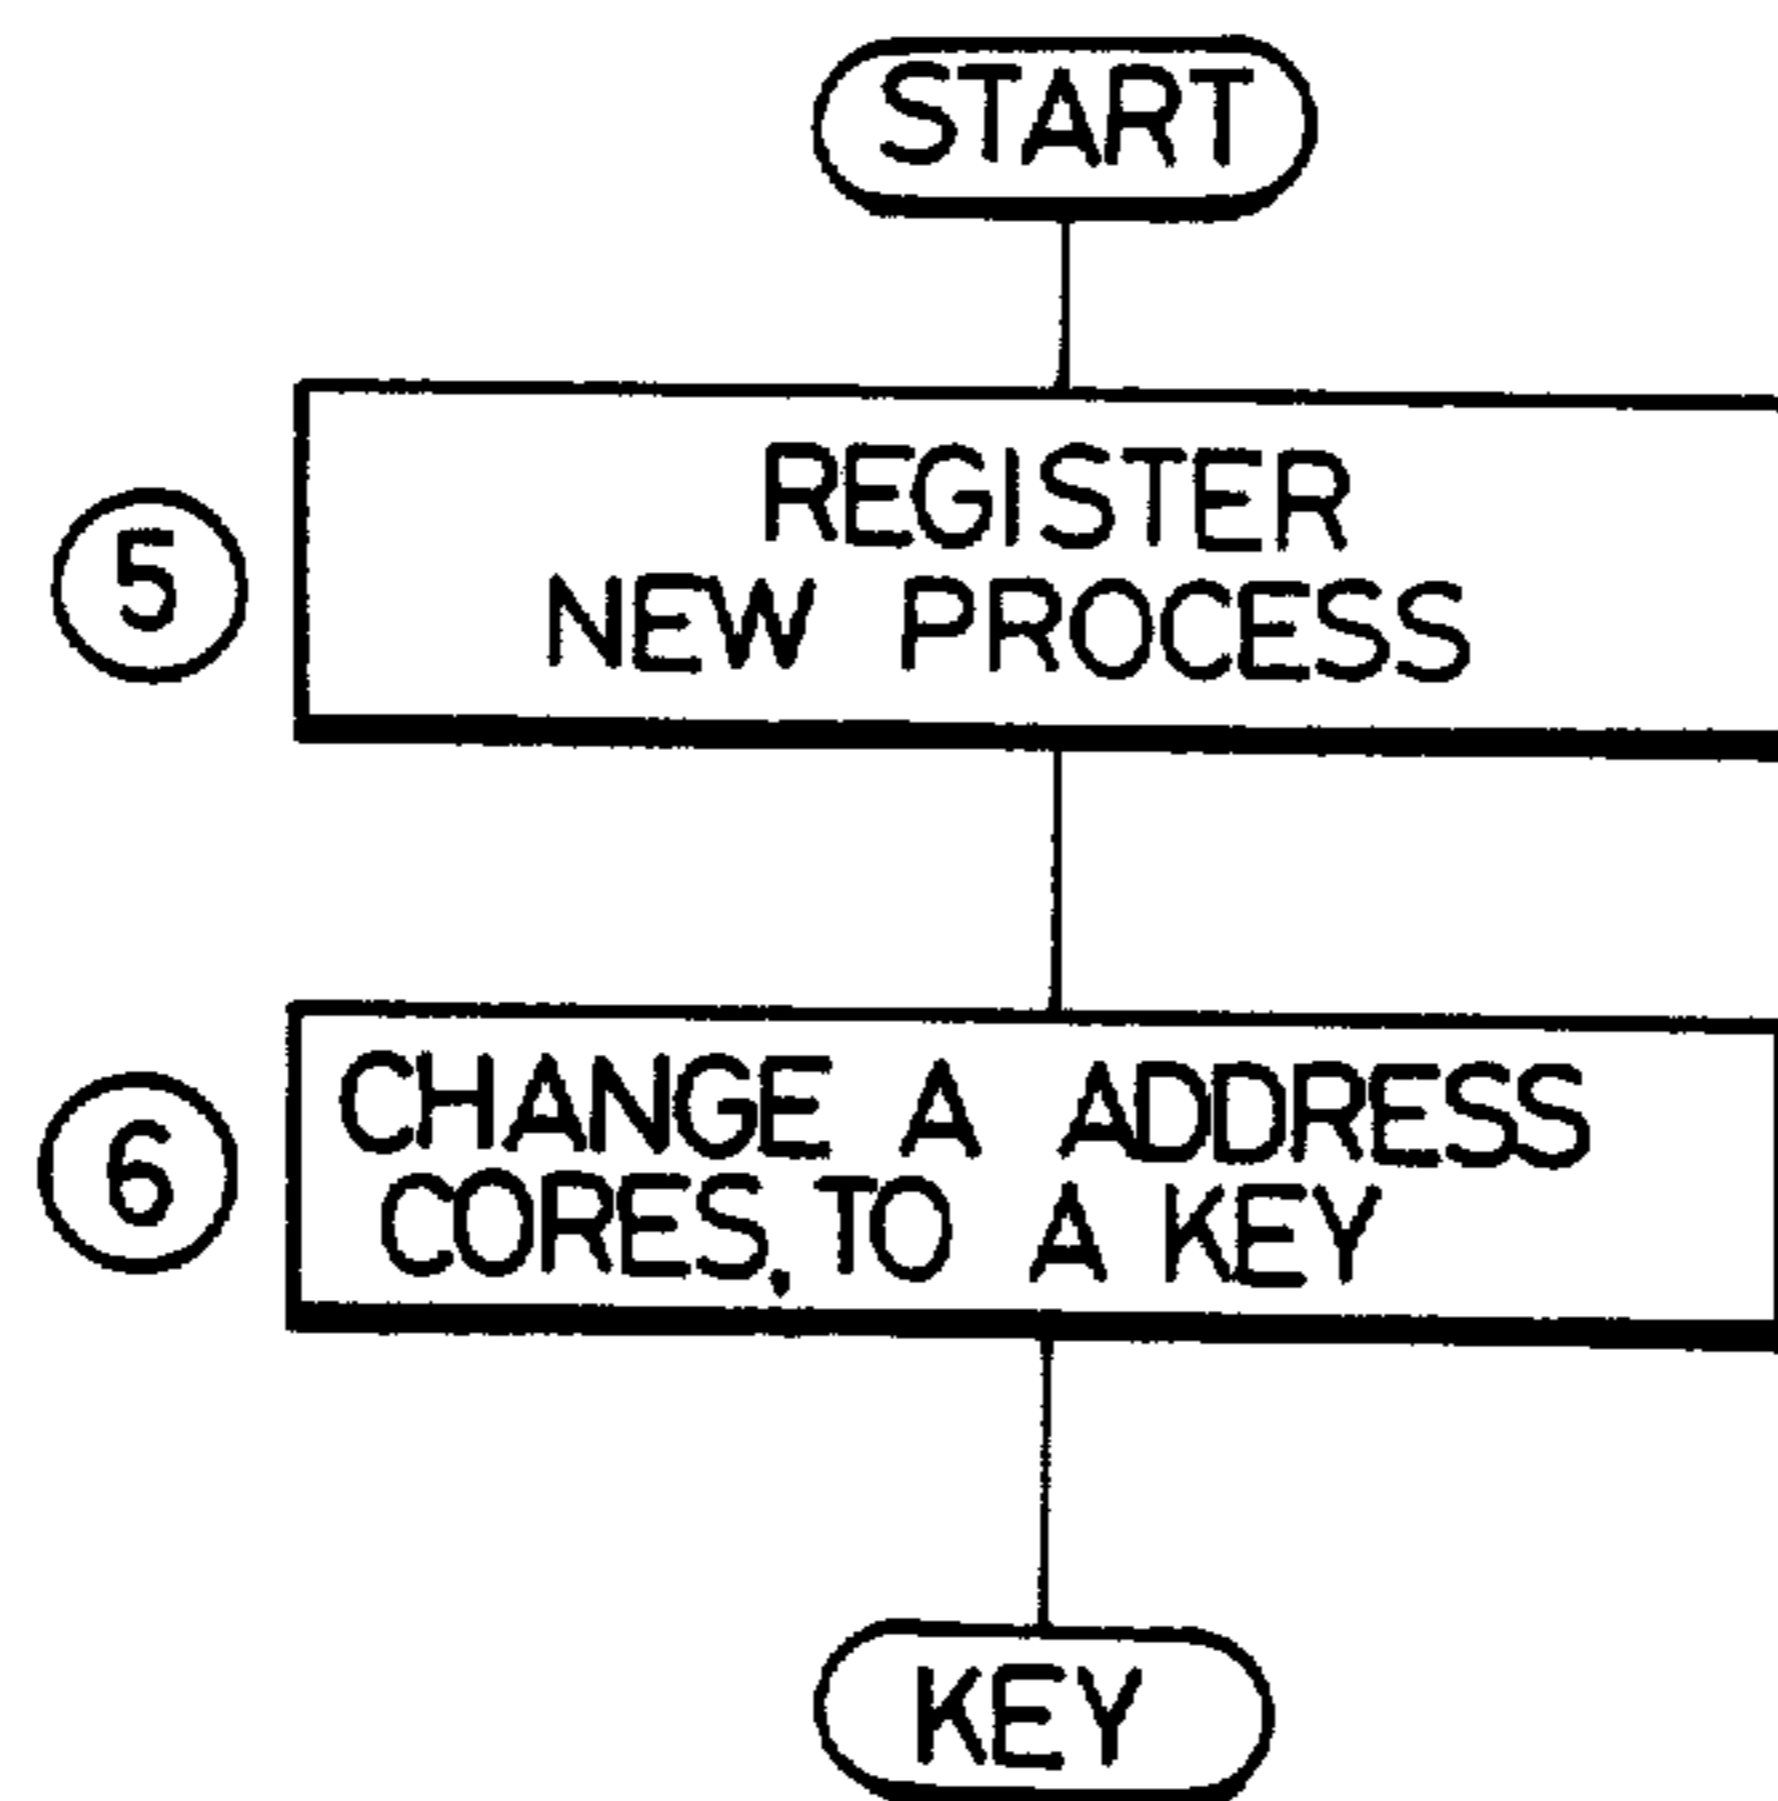 START
5
REGISTER
NEW PROCESS
6
CHANGE A ADDRESS
CORES. TO A KEY
KEY